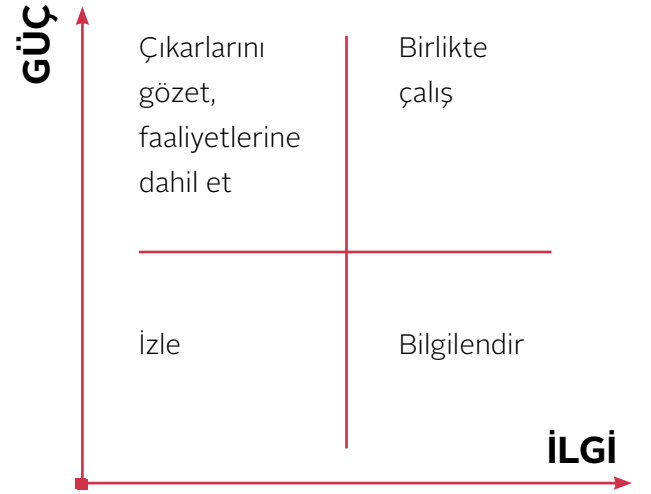 GÜÇ
Çıkarlarını
gözet,
faaliyetlerine
dahil et
Birlikte
çalış
İzle
Bilgilendir
İLGİ